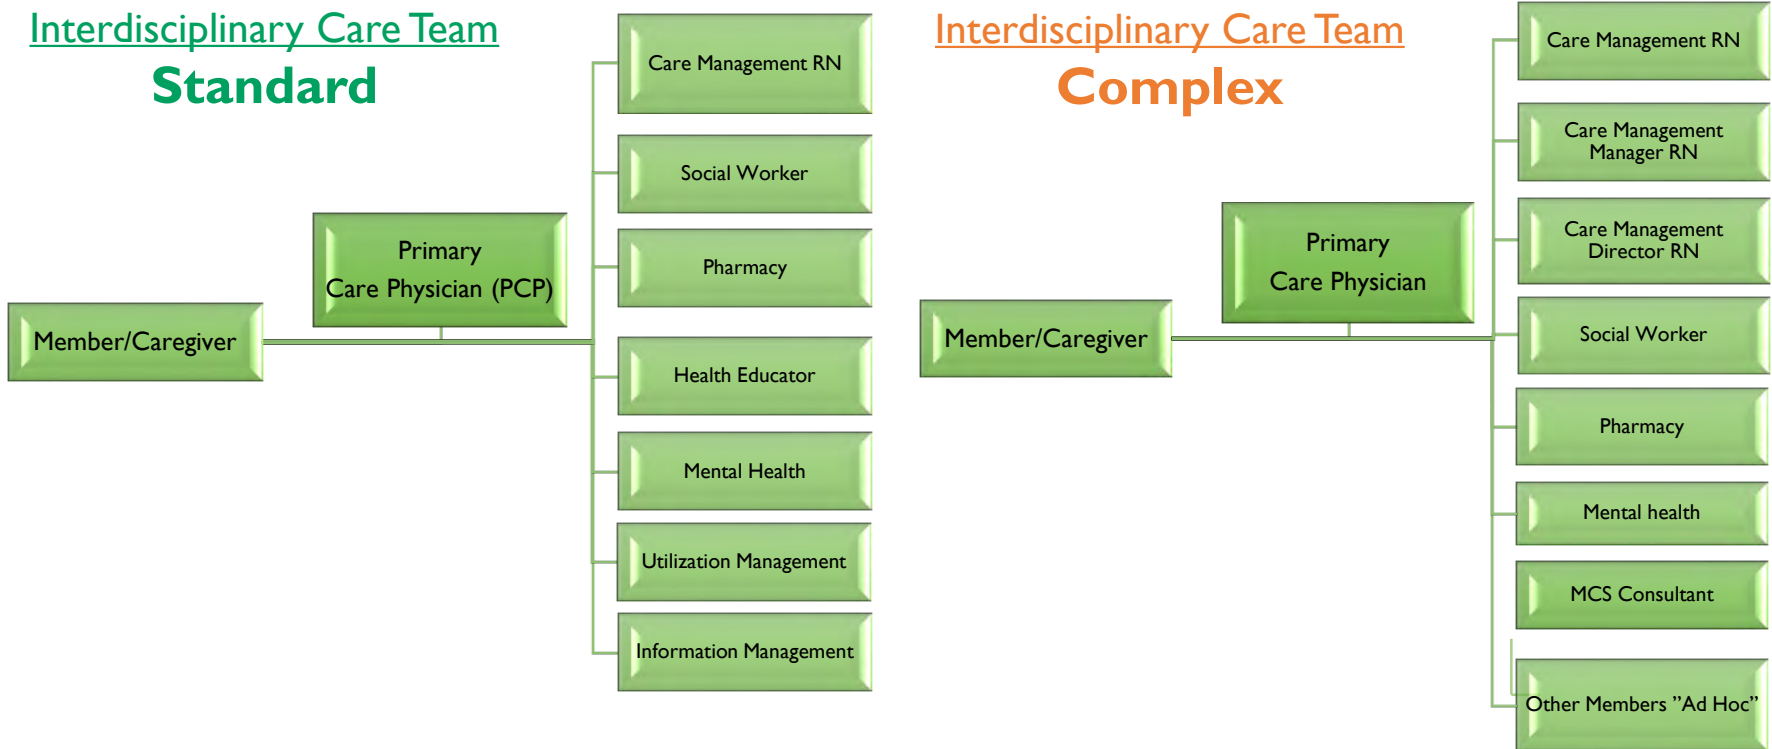 Interdisciplinary Care Team
Standard
Member/Caregiver
Primary
Care Physician (PCP)
Care Management RN
Social Worker
Pharmacy
Health Educator
Mental Health
Utilization Management
Information Management
Interdisciplinary Care Team
Complex
Member/Caregiver
Primary
Care Physician
Care Management RN
Care Management
Manager RN
Care Management
Director RN
Social Worker
Pharmacy
Mental health
MCS Consultant
Other Members ”Ad Hoc”